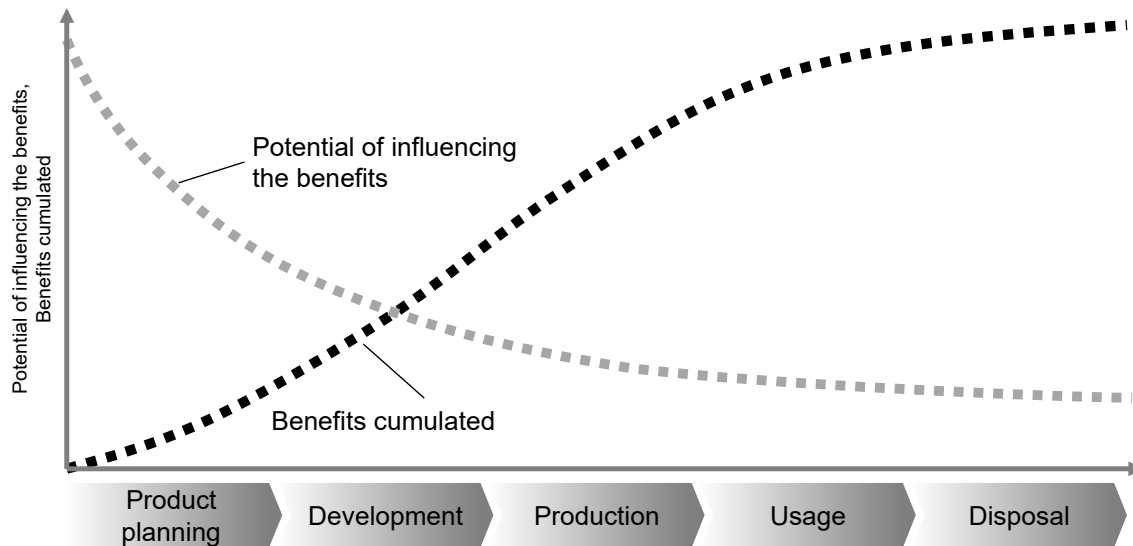 Potential of influencing the benefits,
Benefits cumulated
Potential of influencing
the benefits
Benefits cumulated
Product
planning
Development
Production
Usage
Disposal